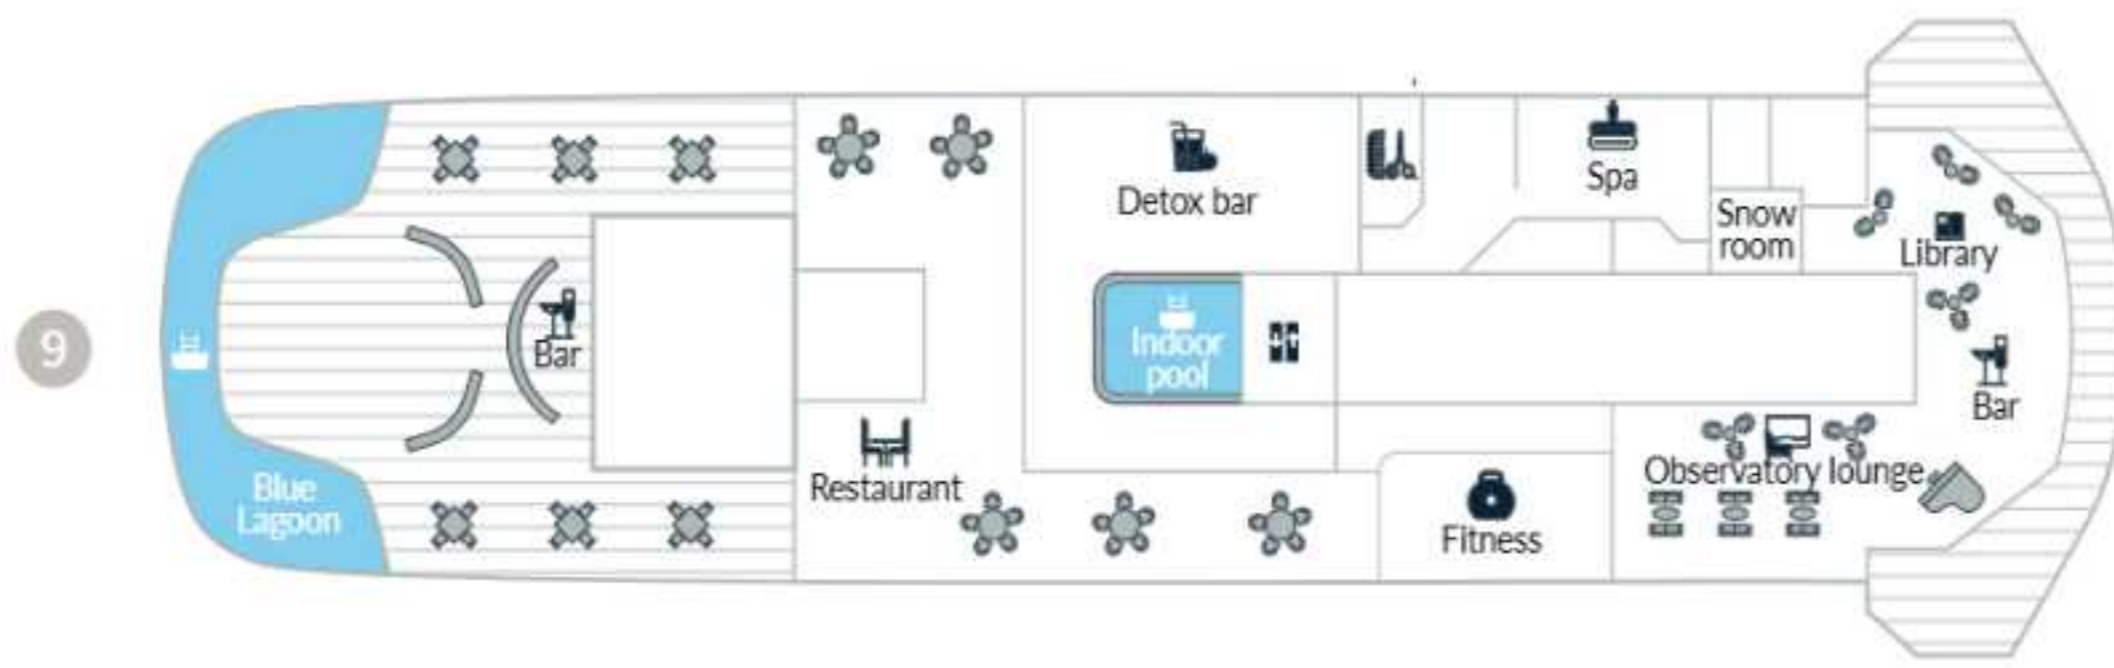 9
Blue
Lagoon
Bar
Restaurant
Detox bar
Indoor
pool
Spa
Snow
room
Fitness
Library
Bar
Observatory lounge